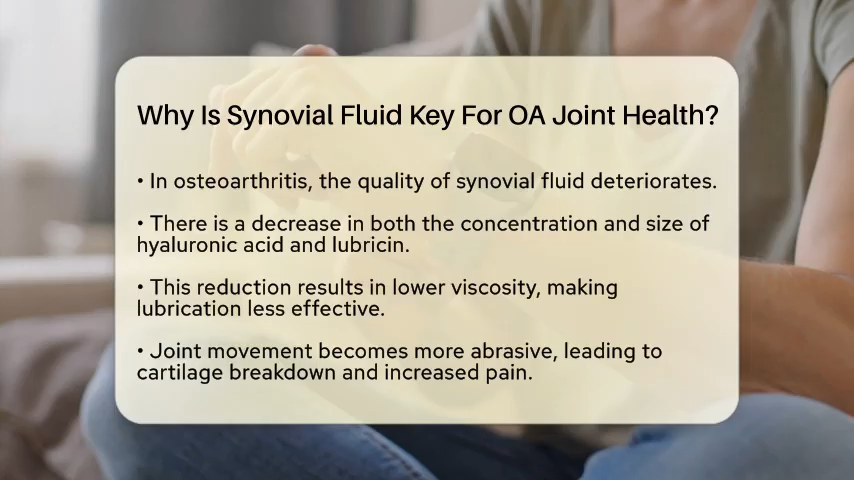 Why Is Synovial Fluid Key For OA Joint Health?
• In osteoarthritis, the quality of synovial fluid deteriorates.
• There is a decrease in both the concentration and size of
hyaluronic acid and lubricin.
• This reduction results in lower viscosity, making
lubrication less effective.
• Joint movement becomes more abrasive, leading to
cartilage breakdown and increased pain.